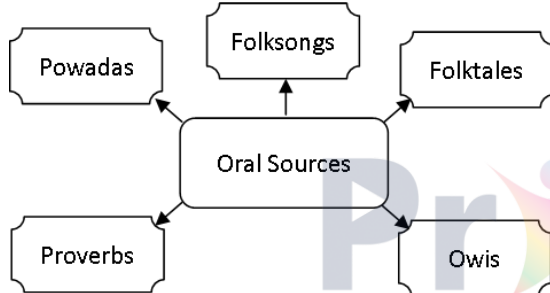 Folksongs
Powadas
Folktales
Oral Sources
Proverbs
Owis